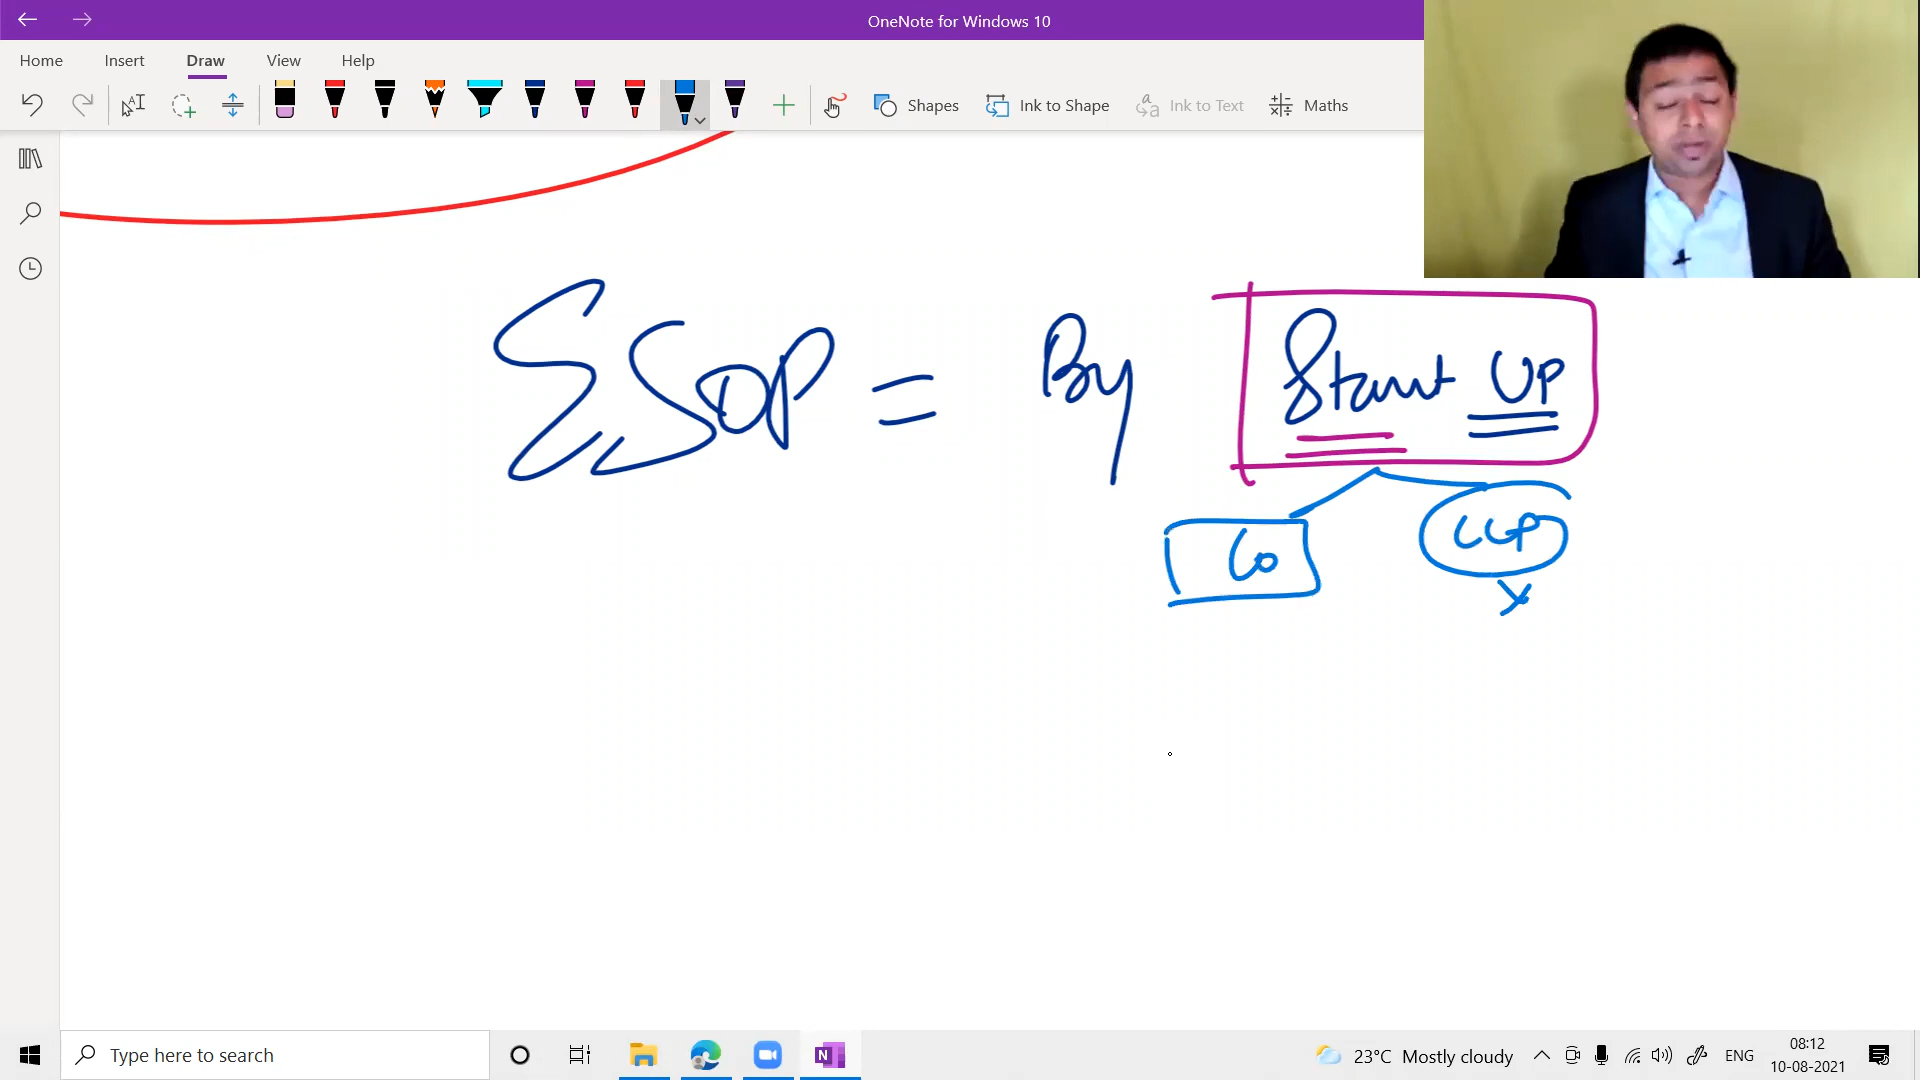 OneNote for Windows 10
Home Insert Draw View Help
Shapes Ink to Shape Ink to Text Maths
ESOP = By Start UP
Co LLP
x
Type here to search
23°C Mostly cloudy ENG 08:12
10-08-2021